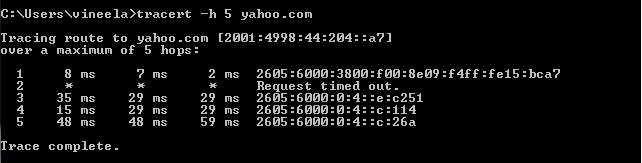 C:\Users\vineela>tracert -h 5 yahoo.com
Tracing route to yahoo.com [2001:4998:44:204::a7]
over a maximum of 5 hops:
1 8 ms 7 ms 2 ms 2605:6000:3800:f00:8e09:f4ff:fe15:bca7
2 * * * Request timed out.
3 35 ms 29 ms 29 ms 2605:6000:0:4::e:c251
4 15 ms 29 ms 29 ms 2605:6000:0:4::c:114
5 48 ms 48 ms 59 ms 2605:6000:0:4::c:26a
Trace complete.